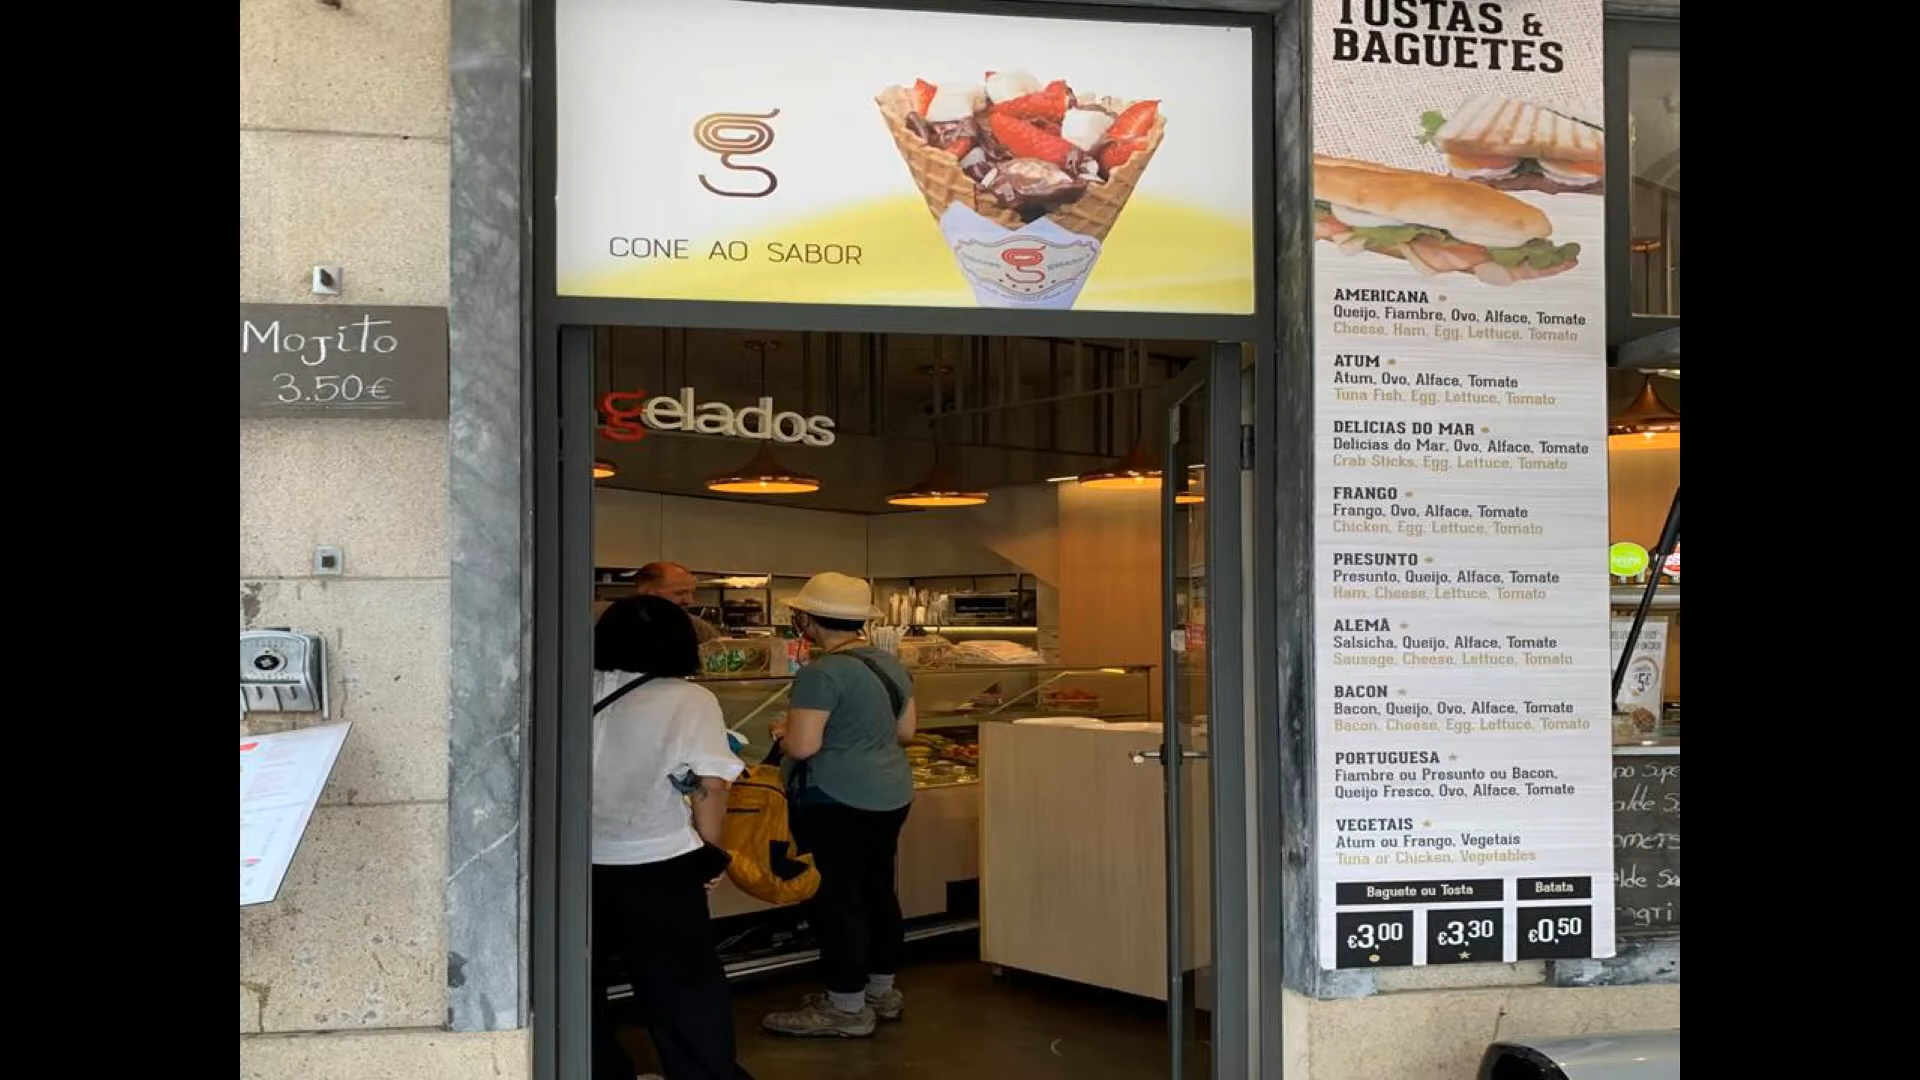 CONE AO SABOR
gelados
Mojito
3.50€
TOSTAS &
BAGUETES
AMERICANA
Queijo, Fiambre, Ovo, Alface, Tomate
Cheese, Ham, Egg, Lettuce, Tomato
ATUM
Atum, Ovo, Alface, Tomate
Tuna Fish, Egg, Lettuce, Tomato
DELÍCIAS DO MAR
Delícias do Mar, Ovo, Alface, Tomate
Crab Sticks, Egg, Lettuce, Tomato
FRANGO
Frango, Ovo, Alface, Tomate
Chicken, Egg, Lettuce, Tomato
PRESUNTO
Presunto, Queijo, Alface, Tomate
Ham, Cheese, Lettuce, Tomato
ALEMÃ
Salsicha, Queijo, Alface, Tomate
Sausage, Cheese, Lettuce, Tomato
BACON
Bacon, Queijo, Ovo, Alface, Tomate
Bacon, Cheese, Egg, Lettuce, Tomato
PORTUGUESA
Fiambre ou Presunto ou Bacon,
Queijo Fresco, Ovo, Alface, Tomate
VEGETAIS
Atum ou Frango, Vegetais
Tuna or Chicken, Vegetables
Baguete ou Tosta Batata
€3,00 €3,30 €0,50